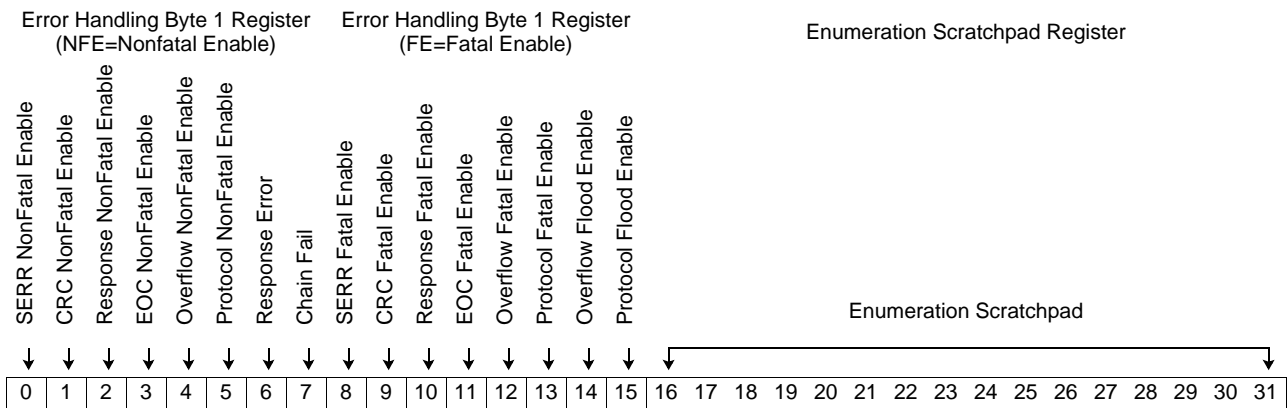 Error Handling Byte 1 Register
(NFE=Nonfatal Enable)
Error Handling Byte 1 Register
(FE=Fatal Enable)
Enumeration Scratchpad Register
SERR NonFatal Enable
CRC NonFatal Enable
Response NonFatal Enable
EOC NonFatal Enable
Overflow NonFatal Enable
Protocol NonFatal Enable
Response Error
Chain Fail
SERR Fatal Enable
CRC Fatal Enable
Response Fatal Enable
EOC Fatal Enable
Overflow Fatal Enable
Protocol Fatal Enable
Overflow Flood Enable
Protocol Flood Enable
Enumeration Scratchpad
0 1 2 3 4 5 6 7 8 9 10 11 12 13 14 15 16 17 18 19 20 21 22 23 24 25 26 27 28 29 30 31